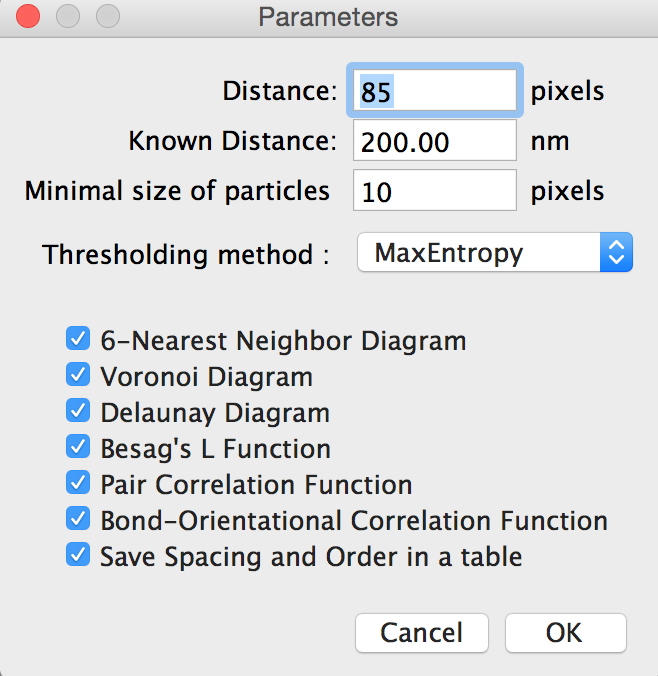 Parameters
Distance: 85 pixels
Known Distance: 200.00 nm
Minimal size of particles 10 pixels
Thresholding method : MaxEntropy
6-Nearest Neighbor Diagram
Voronoi Diagram
Delaunay Diagram
Besag's L Function
Pair Correlation Function
Bond-Orientational Correlation Function
Save Spacing and Order in a table
Cancel OK